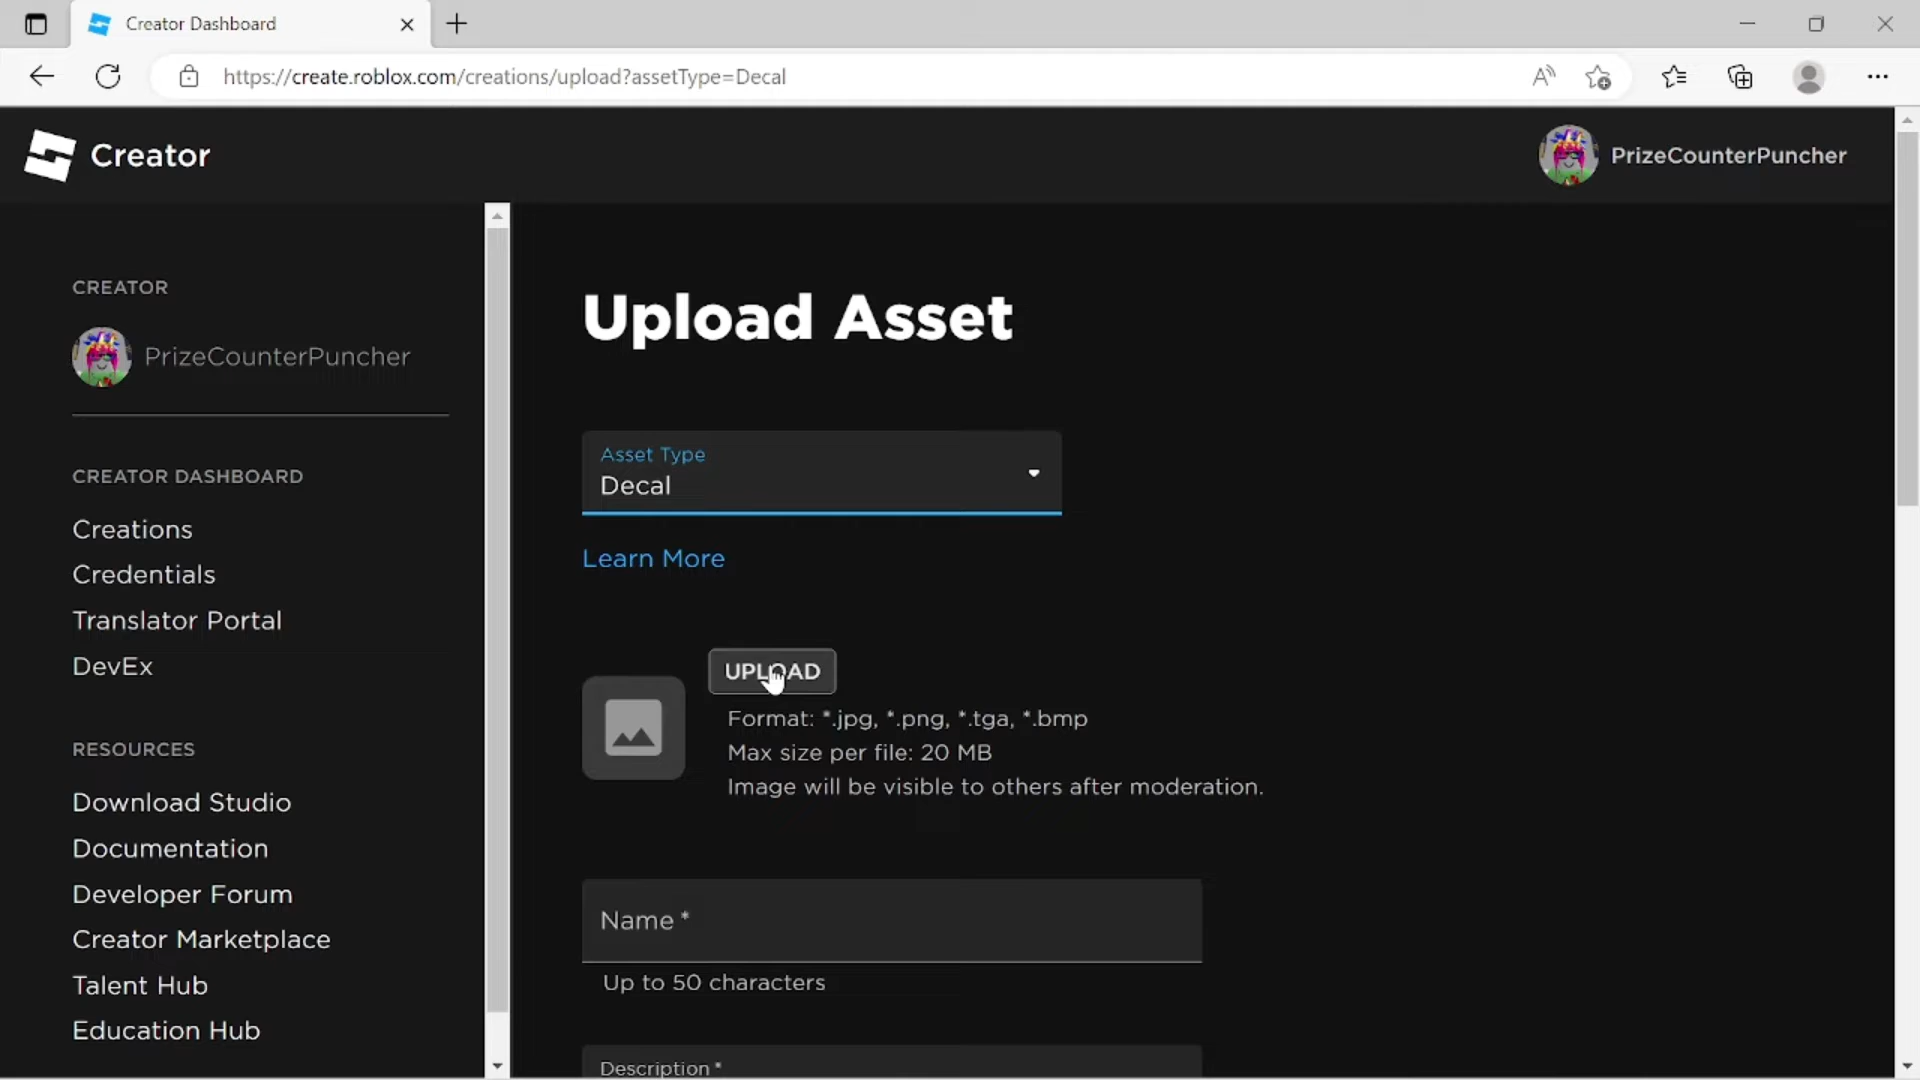 Creator Dashboard
https://create.roblox.com/creations/upload?assetType=Decal
Creator
PrizeCounterPuncher
CREATOR
PrizeCounterPuncher
CREATOR DASHBOARD
Creations
Credentials
Translator Portal
DevEx
RESOURCES
Download Studio
Documentation
Developer Forum
Creator Marketplace
Talent Hub
Education Hub
Upload Asset
Asset Type
Decal
Learn More
UPLOAD
Format: *.jpg, *.png, *.tga, *.bmp
Max size per file: 20 MB
Image will be visible to others after moderation.
Name *
Up to 50 characters
Description *